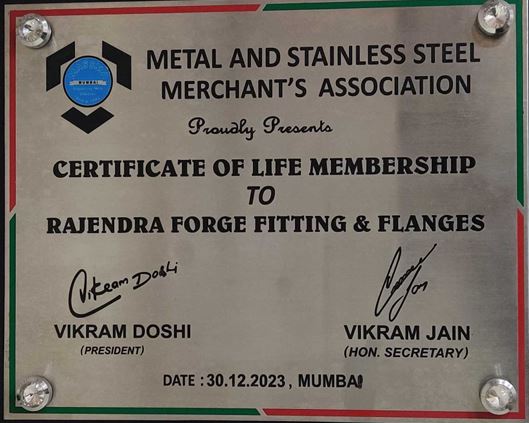 MUMBAI
METAL AND STAINLESS STEEL
MERCHANT'S ASSOCIATION
Proudly Presents
CERTIFICATE OF LIFE MEMBERSHIP
TO
RAJENDRA FORGE FITTING & FLANGES
Vikram Doshi
VIKRAM DOSHI
(PRESIDENT)
VIKRAM JAIN
(HON. SECRETARY)
DATE : 30.12.2023 , MUMBAI